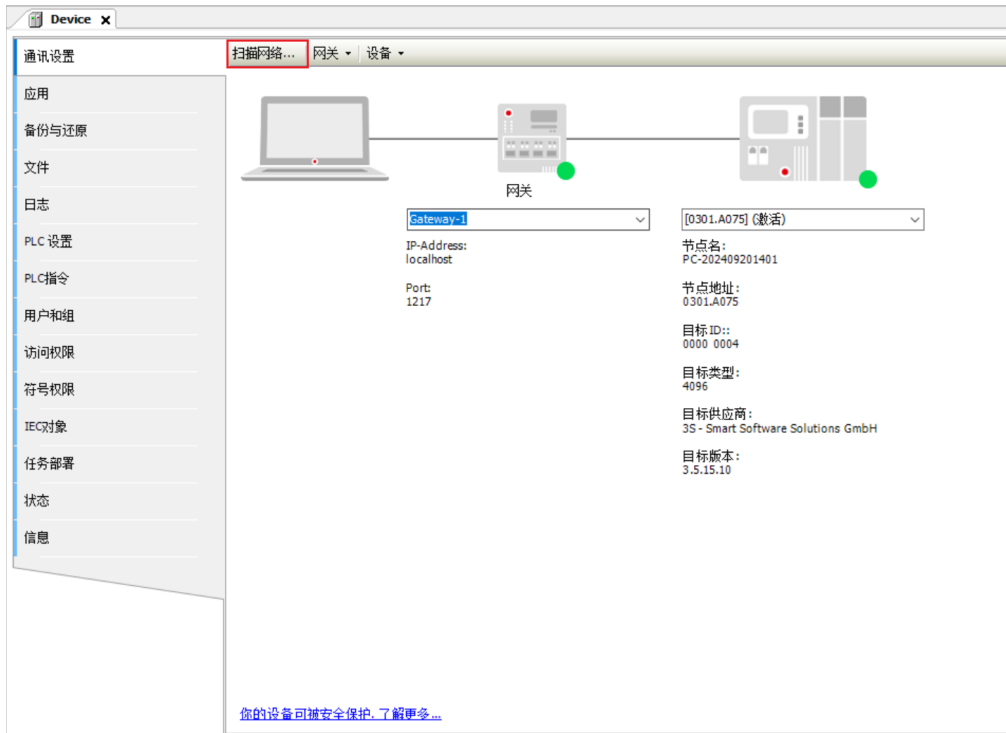 Device
通讯设置
扫描网络...
网关
设备
应用
备份与还原
文件
日志
PLC 设置
PLC指令
用户和组
访问权限
符号权限
IEC对象
任务部署
状态
信息
网关
Gateway-1
IP-Address:
localhost
Port:
1217
[0301.A075] (激活)
节点名:
PC-202409201401
节点地址:
0301.A075
目标ID::
0000 0004
目标类型:
4096
目标供应商:
3S - Smart Software Solutions GmbH
目标版本:
3.5.15.10
你的设备可被安全保护. 了解更多...